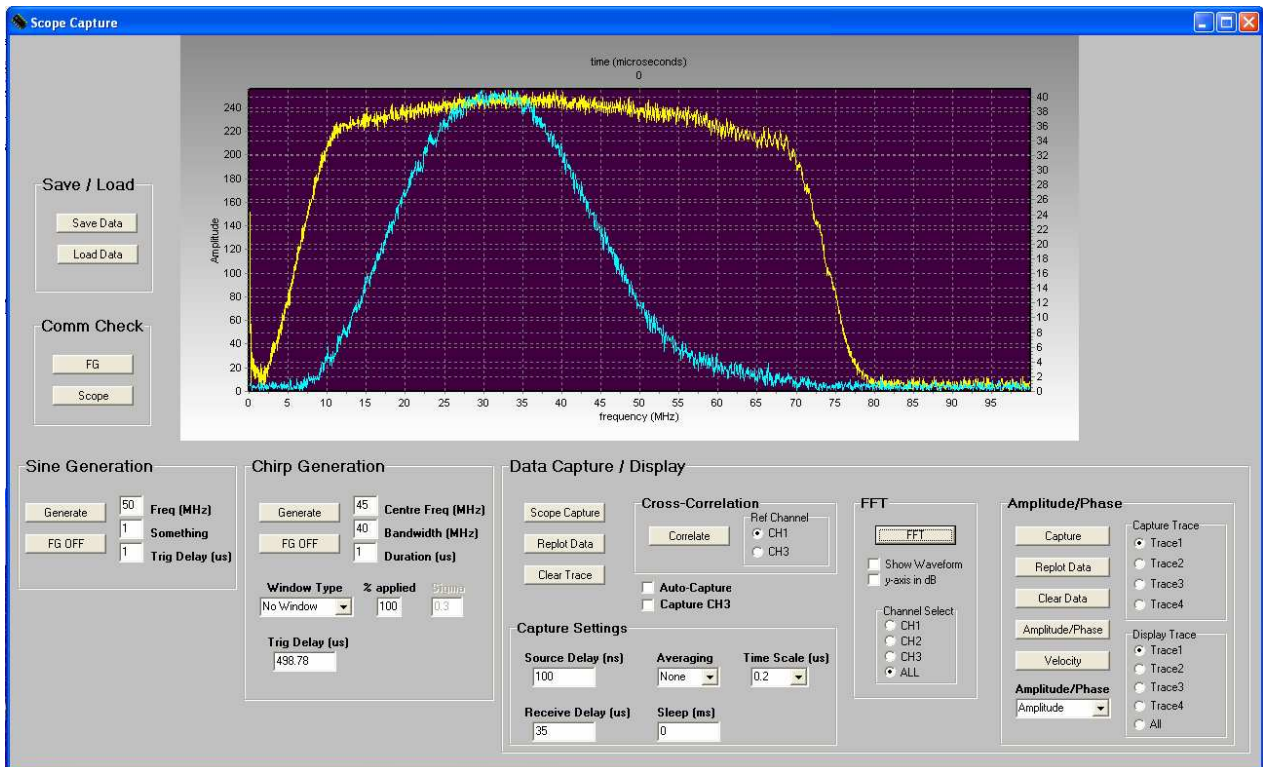 Scope Capture
time (microseconds)
0
Amplitude
240
220
200
180
160
140
120
100
80
60
40
20
0
40
38
36
34
32
30
28
26
24
22
20
18
16
14
12
10
8
6
4
2
0
0 5 10 15 20 25 30 35 40 45 50 55 60 65 70 75 80 85 90 95
frequency (MHz)
Save / Load
Save Data
Load Data
Comm Check
FG
Scope
Sine Generation
Generate 50 Freq (MHz)
1 Something
FG OFF 1 Trig Delay (us)
Chirp Generation
Generate 45 Centre Freq (MHz)
40 Bandwidth (MHz)
FG OFF 1 Duration (us)
Window Type % applied Sigma
No Window 100 0.3
Trig Delay (us)
498.78
Data Capture / Display
Scope Capture
Replot Data
Clear Trace
Cross-Correlation
Correlate
Ref Channel
CH1
CH3
Auto-Capture
Capture CH3
Capture Settings
Source Delay (ns) Averaging Time Scale (us)
100 None 0.2
Receive Delay (us) Sleep (ms)
35 0
FFT
FFT
Show Waveform
y-axis in dB
Channel Select
CH1
CH2
CH3
ALL
Amplitude/Phase
Capture
Replot Data
Clear Data
Amplitude/Phase
Velocity
Amplitude/Phase
Amplitude
Capture Trace
Trace1
Trace2
Trace3
Trace4
Display Trace
Trace1
Trace2
Trace3
Trace4
All